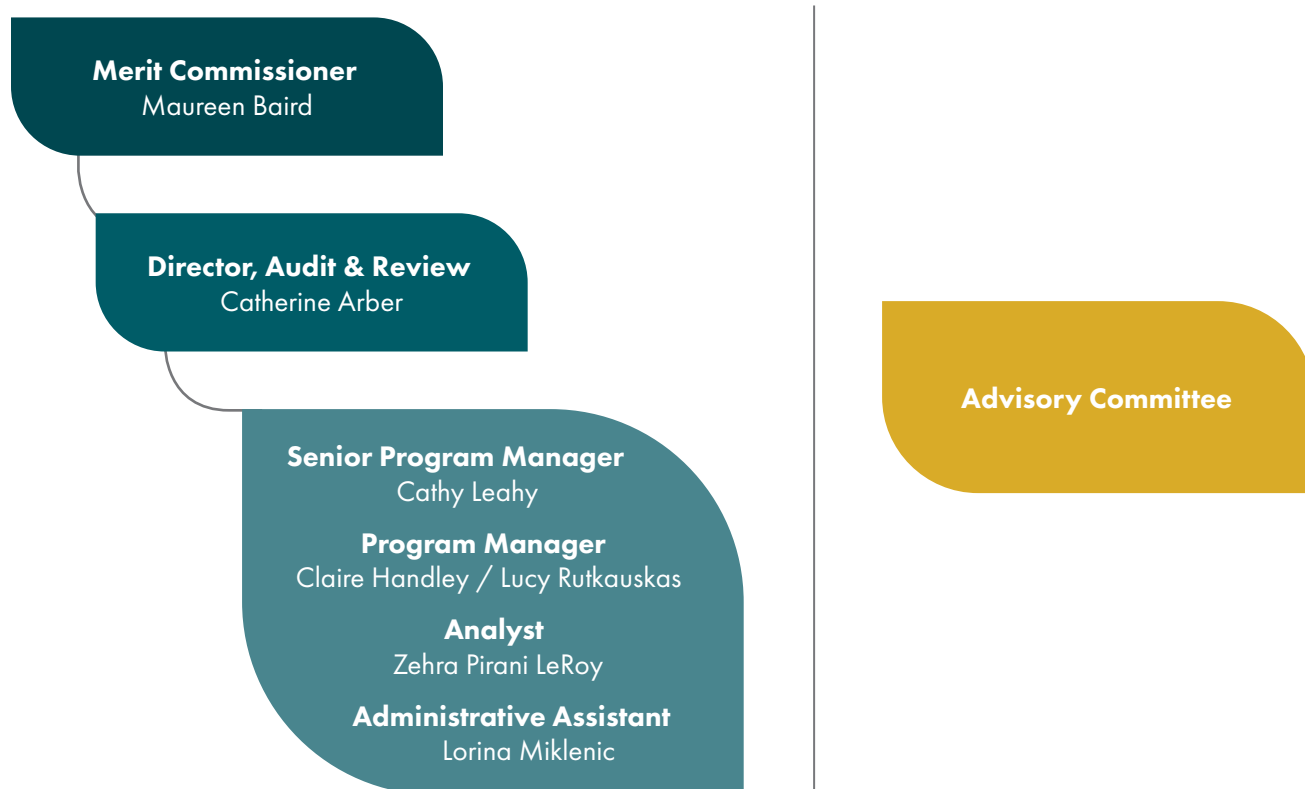 Merit Commissioner
Maureen Baird
Director, Audit & Review
Catherine Arber
Senior Program Manager
Cathy Leahy
Program Manager
Claire Handley / Lucy Rutkauskas
Analyst
Zehra Pirani LeRoy
Administrative Assistant
Lorina Miklenic
Advisory Committee